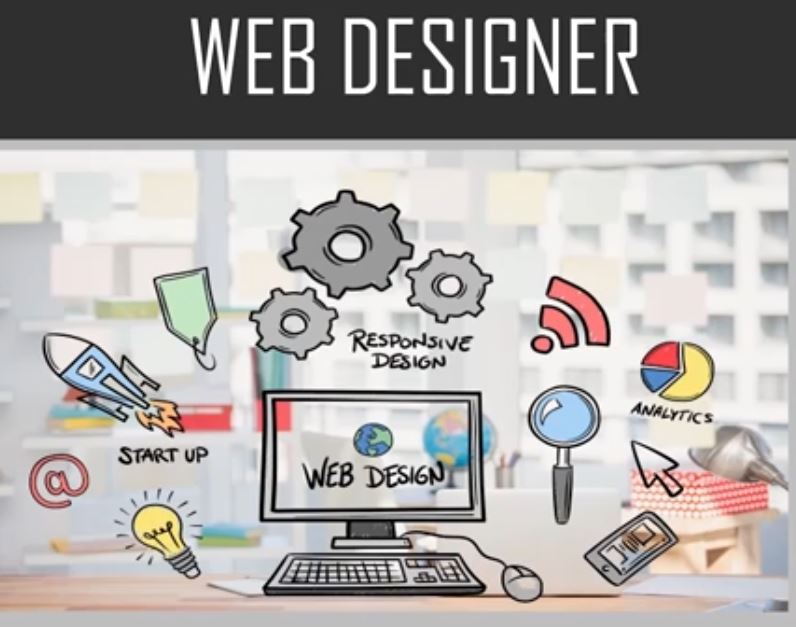 WEB DESIGNER
RESPONSIVE
DESIGN
ANALYTICS
START UP
@
WEB DESIGN